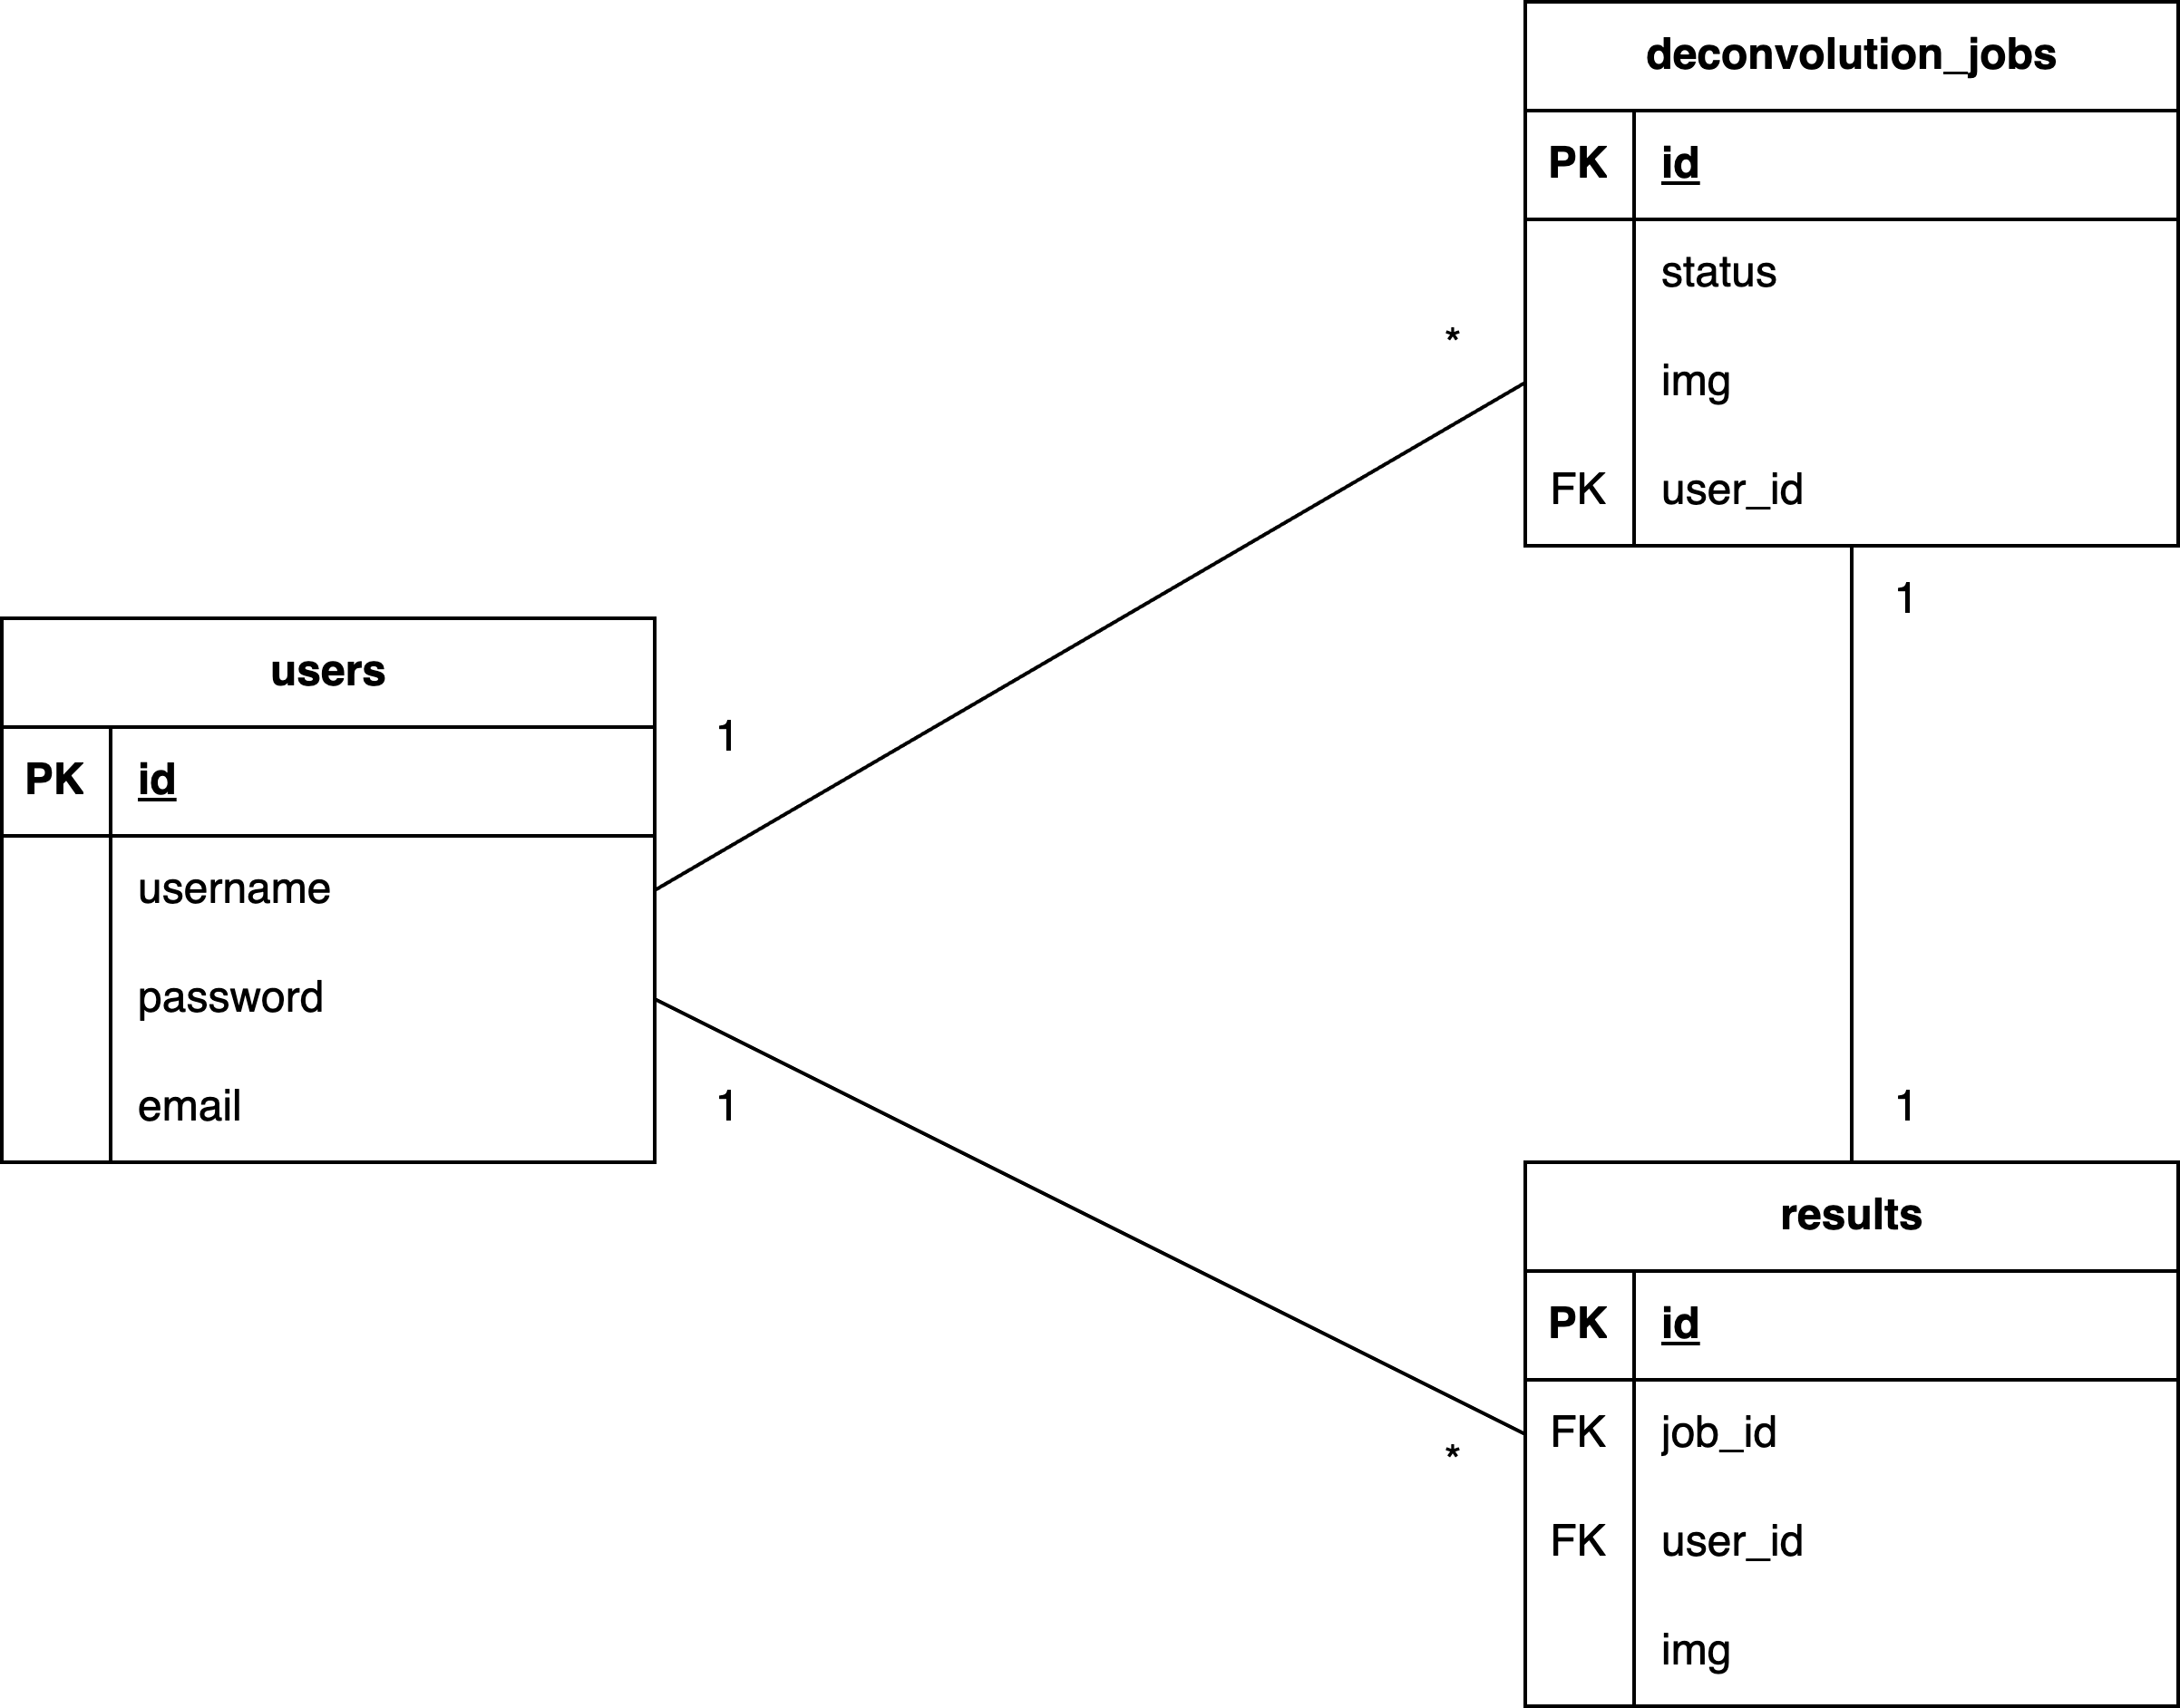 deconvolution_jobs
PK id
status
img
FK user_id
*
1
users
1
PK id
username
password
email
1
1
results
PK id
FK job_id
*
FK user_id
img